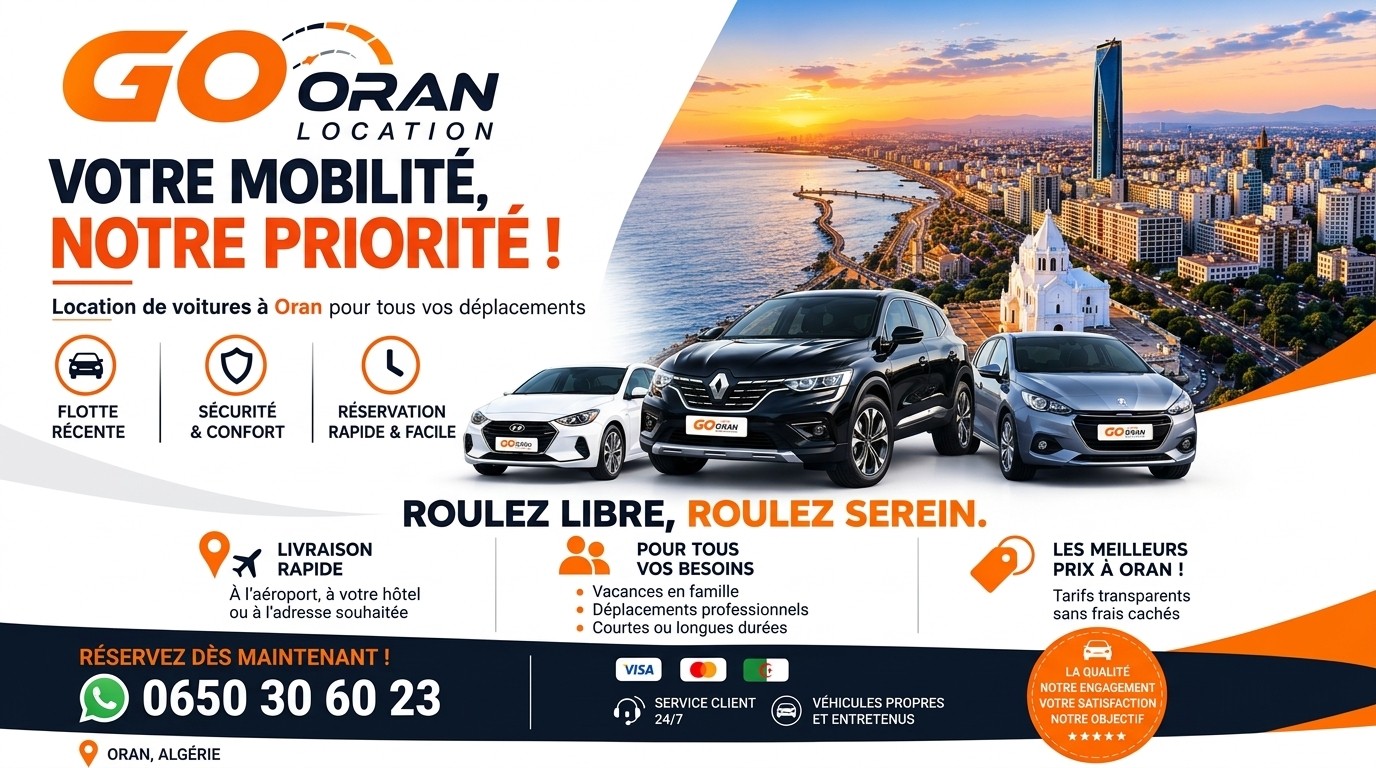 GO ORAN
LOCATION
VOTRE MOBILITÉ,
NOTRE PRIORITÉ !
Location de voitures à Oran pour tous vos déplacements
FLOTTE
RÉCENTE
SÉCURITÉ
& CONFORT
RÉSERVATION
RAPIDE & FACILE
GO
GO ORAN
GO ORAN
ROULEZ LIBRE, ROULEZ SEREIN.
LIVRAISON
RAPIDE
À l'aéroport, à votre hôtel
ou à l'adresse souhaitée
POUR TOUS
VOS BESOINS
• Vacances en famille
• Déplacements professionnels
• Courtes ou longues durées
LES MEILLEURS
PRIX À ORAN !
Tarifs transparents
sans frais cachés
RÉSERVEZ DÈS MAINTENANT !
0650 30 60 23
VISA
SERVICE CLIENT
24/7
VÉHICULES PROPRES
ET ENTRETENUS
LA QUALITÉ
NOTRE ENGAGEMENT
VOTRE SATISFACTION
NOTRE OBJECTIF
★★★★★
ORAN, ALGÉRIE